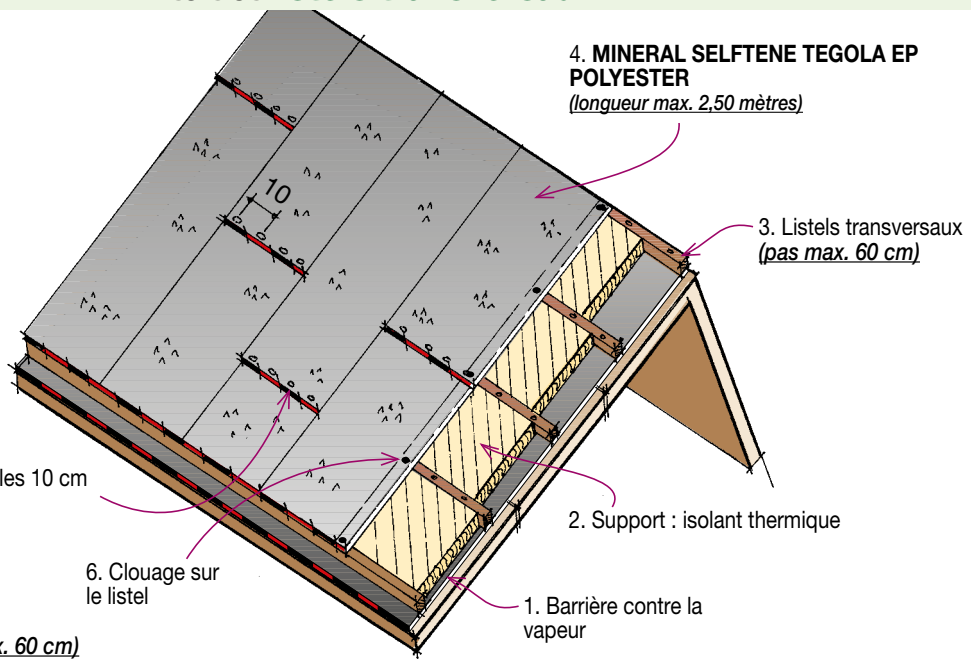 4. MINERAL SELFTENE TEGOLA EP
POLYESTER
(longueur max. 2,50 mètres)
10
3. Listels transversaux
(pas max. 60 cm)
les 10 cm
2. Support : isolant thermique
6. Clouage sur
le listel
1. Barrière contre la
vapeur
60 cm)